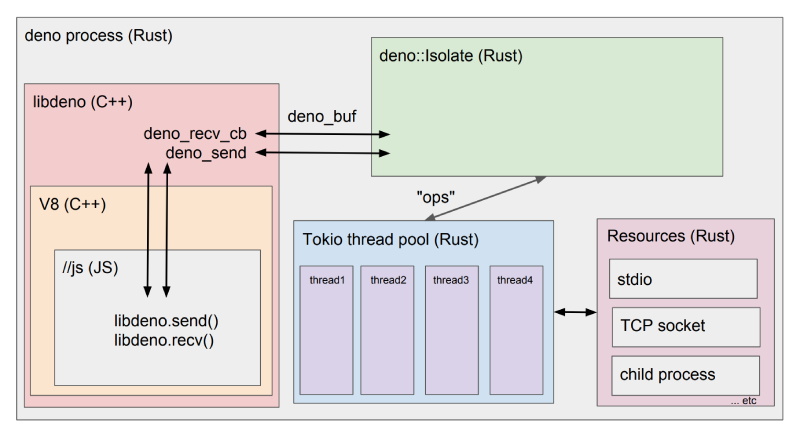 deno process (Rust)
deno::Isolate (Rust)
libdeno (C++)
deno_buf
deno_recv_cb
deno_send
"ops"
V8 (C++)
//js (JS)
libdeno.send()
libdeno.recv()
Tokio thread pool (Rust)
thread1
thread2
thread3
thread4
Resources (Rust)
stdio
TCP socket
child process
... etc